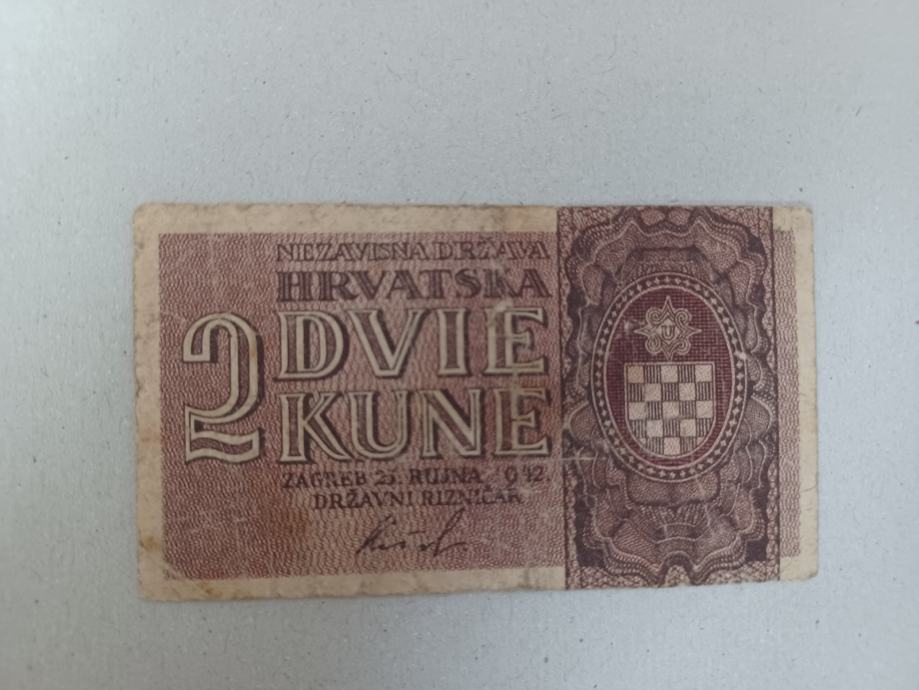 NEZAVISNA DRŽAVA
HRVATSKA
2 DVIE
KUNE
ZAGREB 25. RUJNA 1942.
DRŽAVNI RIZNIČAR
U